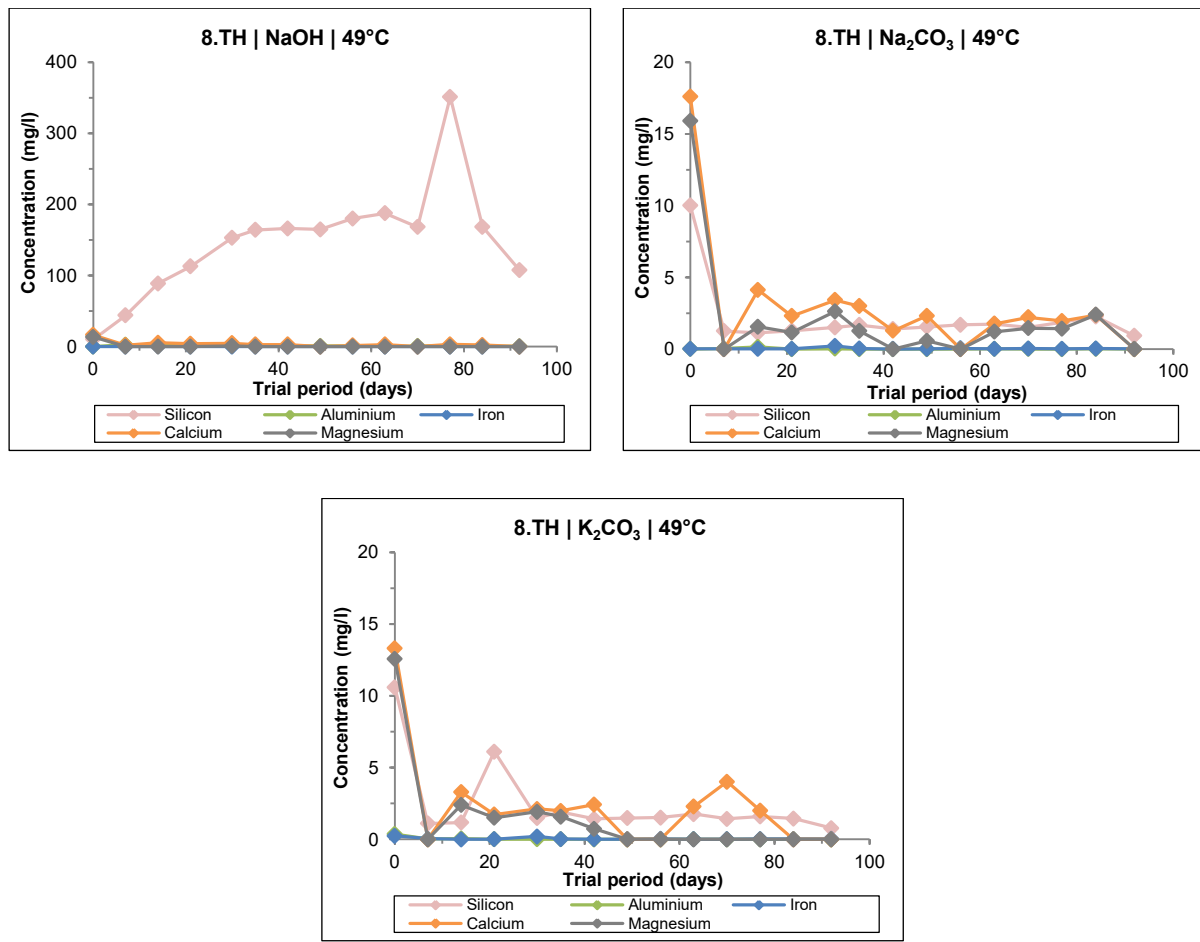 8.TH | NaOH | 49°C
400
300
200
100
0
0 20 40 60 80 100
Concentration (mg/l)
Trial period (days)
Silicon Aluminium Iron
Calcium Magnesium
8.TH | Na₂CO₃ | 49°C
20
15
10
5
0
0 20 40 60 80 100
Concentration (mg/l)
Trial period (days)
Silicon Aluminium Iron
Calcium Magnesium
8.TH | K₂CO₃ | 49°C
20
15
10
5
0
0 20 40 60 80 100
Concentration (mg/l)
Trial period (days)
Silicon Aluminium Iron
Calcium Magnesium